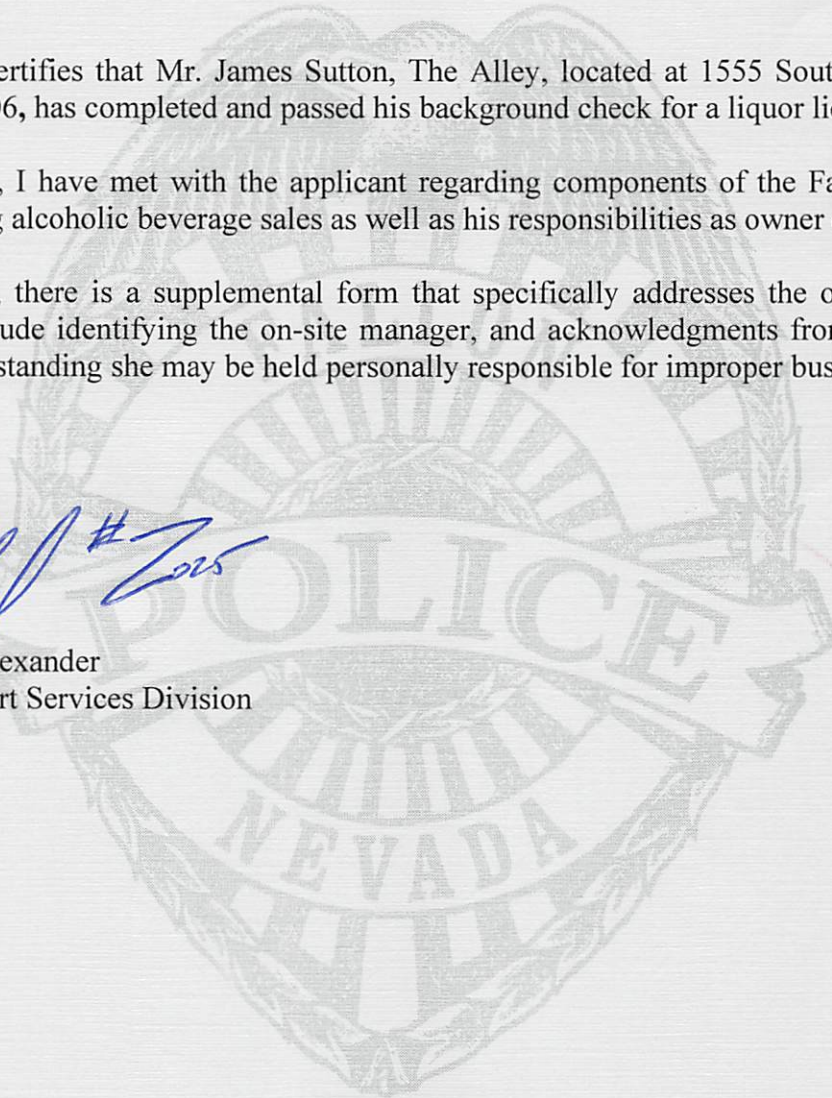 ertifies that Mr. James Sutton, The Alley, located at 1555 Sout
06, has completed and passed his background check for a liquor li
, I have met with the applicant regarding components of the Fa
g alcoholic beverage sales as well as his responsibilities as owner
there is a supplemental form that specifically addresses the o
ude identifying the on-site manager, and acknowledgments from
standing she may be held personally responsible for improper bus
#2025
exander
rt Services Division
POLICE
NEVADA